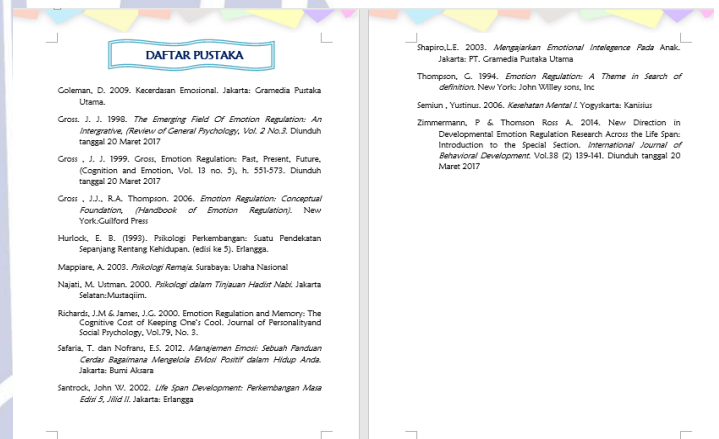 DAFTAR PUSTAKA
Goleman, D. 2009. Kecerdasan Emosional. Jakarta: Gramedia Pustaka
Utama.
Gross. J. J. 1998. The Emerging Field Of Emotion Regulation: An
Intergrative, (Review of General Psychology, Vol. 2 No.3. Diunduh
tanggal 20 Maret 2017
Gross , J. J. 1999. Gross, Emotion Regulation: Past, Present, Future,
(Cognition and Emotion, Vol. 13 no. 5), h. 551-573. Diunduh
tanggal 20 Maret 2017
Gross , J.J., R.A. Thompson. 2006. Emotion Regulation: Conceptual
Foundation, (Handbook of Emotion Regulation). New
York:Guilford Press
Hurlock, E. B. (1993). Psikologi Perkembangan: Suatu Pendekatan
Sepanjang Rentang Kehidupan. (edisi ke 5). Erlangga.
Mappiare, A. 2003. Psikologi Remaja. Surabaya: Usaha Nasional
Najati, M. Ustman. 2000. Psikologi dalam Tinjauan Hadist Nabi. Jakarta
Selatan:Mustaqiim.
Richards, J.M & James, J.G. 2000. Emotion Regulation and Memory: The
Cognitive Cost of Keeping One's Cool. Journal of Personalityand
Social Psychology, Vol.79, No. 3.
Safaria, T. dan Nofrans, E.S. 2012. Manajemen Emosi: Sebuah Panduan
Cerdas Bagaimana Mengelola EMosi Positif dalam Hidup Anda.
Jakarta: Bumi Aksara
Santrock, John W. 2002. Life Span Development: Perkembangan Masa
Edisi 5, Jilid II. Jakarta: Erlangga
Shapiro,L.E. 2003. Mengajarkan Emotional Intelegence Pada Anak.
Jakarta: PT. Gramedia Pustaka Utama
Thompson, G. 1994. Emotion Regulation: A Theme in Search of
definition. New York: John Willey sons, Inc
Semiun , Yustinus. 2006. Kesehatan Mental I. Yogyskarta: Kanisius
Zimmermann, P & Thomson Ross A. 2014. New Direction in
Developmental Emotion Regulation Research Across the Life Span:
Introduction to the Special Section. International Journal of
Behavioral Development. Vol.38 (2) 139-141. Diunduh tanggal 20
Maret 2017